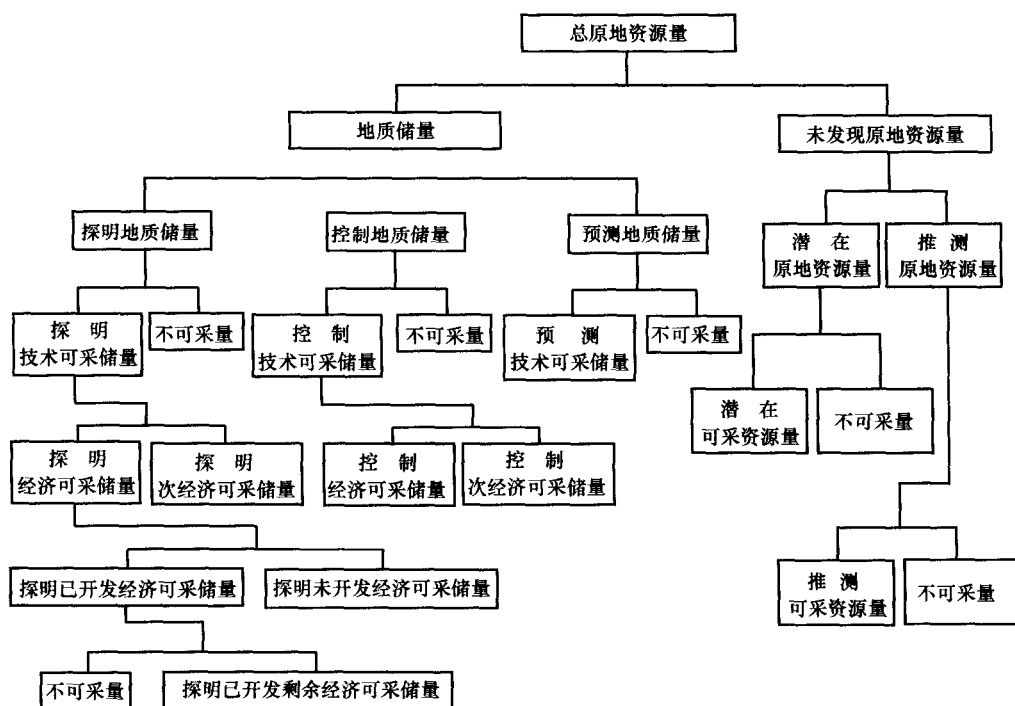 总原地资源量
地质储量
未发现原地资源量
探明地质储量
控制地质储量
预测地质储量
潜 在
原地资源量
推 测
原地资源量
探 明
技术可采储量
不可采量
控 制
技术可采储量
不可采量
预 测
技术可采储量
不可采量
潜 在
可采资源量
不可采量
探 明
经济可采储量
探 明
次经济可采储量
控 制
经济可采储量
控 制
次经济可采储量
探明已开发经济可采储量
探明未开发经济可采储量
推 测
可采资源量
不可采量
不可采量
探明已开发剩余经济可采储量